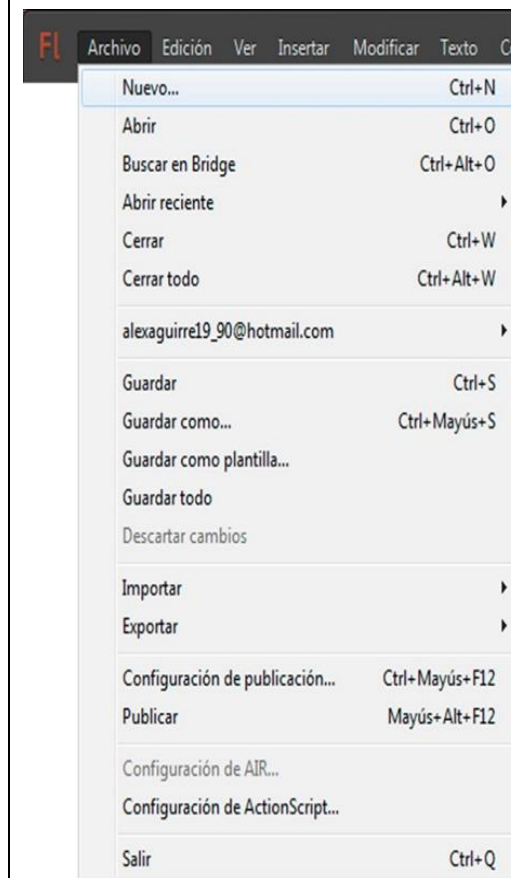 Fl Archivo Edición Ver Insertar Modificar Texto C
Nuevo... Ctrl+N
Abrir Ctrl+O
Buscar en Bridge Ctrl+Alt+O
Abrir reciente
Cerrar Ctrl+W
Cerrar todo Ctrl+Alt+W
alexaguirre19_90@hotmail.com
Guardar Ctrl+S
Guardar como... Ctrl+Mayús+S
Guardar como plantilla...
Guardar todo
Descartar cambios
Importar
Exportar
Configuración de publicación... Ctrl+Mayús+F12
Publicar Mayús+Alt+F12
Configuración de AIR...
Configuración de ActionScript...
Salir Ctrl+Q